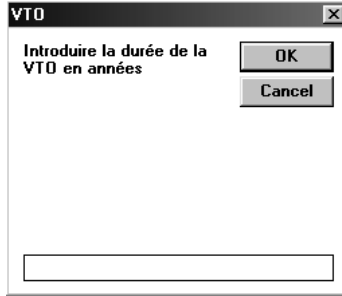 VTO
Introduire la durée de la
VTO en années
OK
Cancel